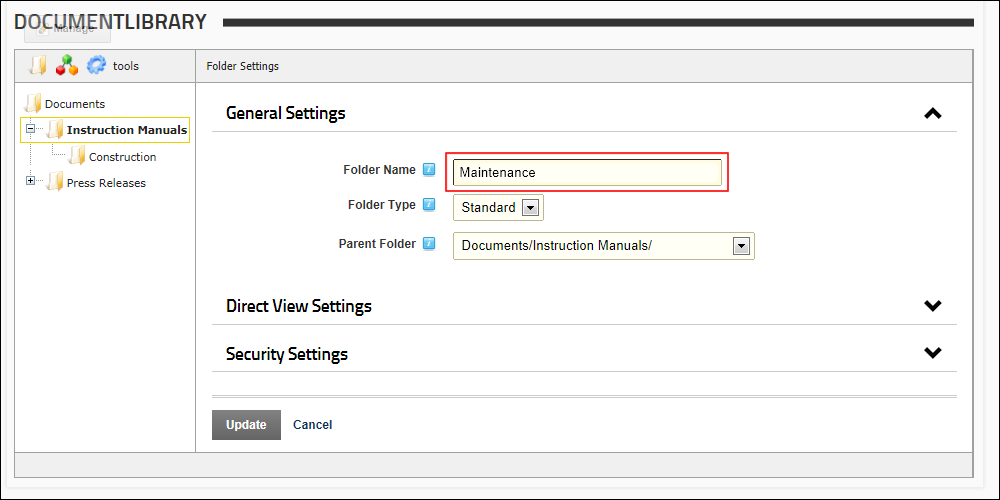 DOCUMENTLIBRARY
Manage
tools
Folder Settings
Documents
Instruction Manuals
Construction
Press Releases
General Settings
Folder Name
Maintenance
Folder Type
Standard
Parent Folder
Documents/Instruction Manuals/
Direct View Settings
Security Settings
Update Cancel